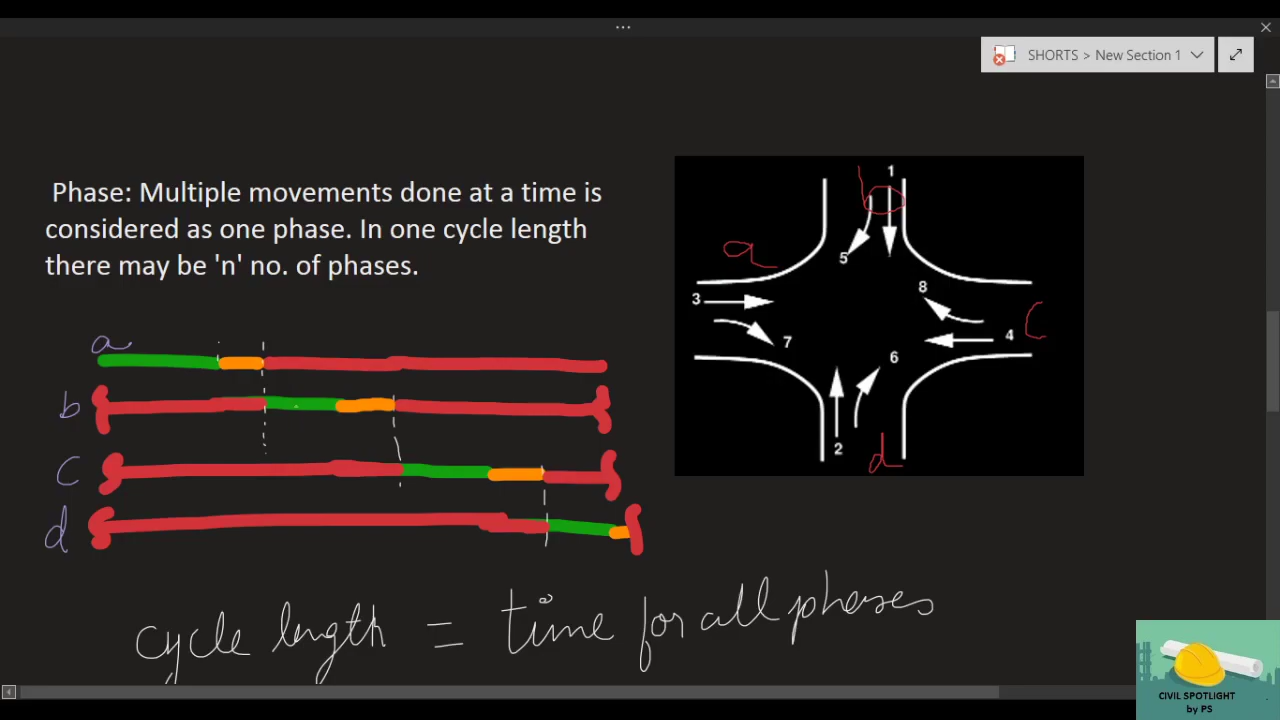 SHORTS > New Section 1
Phase: Multiple movements done at a time is
considered as one phase. In one cycle length
there may be 'n' no. of phases.
a
b
c
d
1
b
5
a
3
8
7
4
C
6
2
d
cycle length = time for all phases
CIVIL SPOTLIGHT
by PS